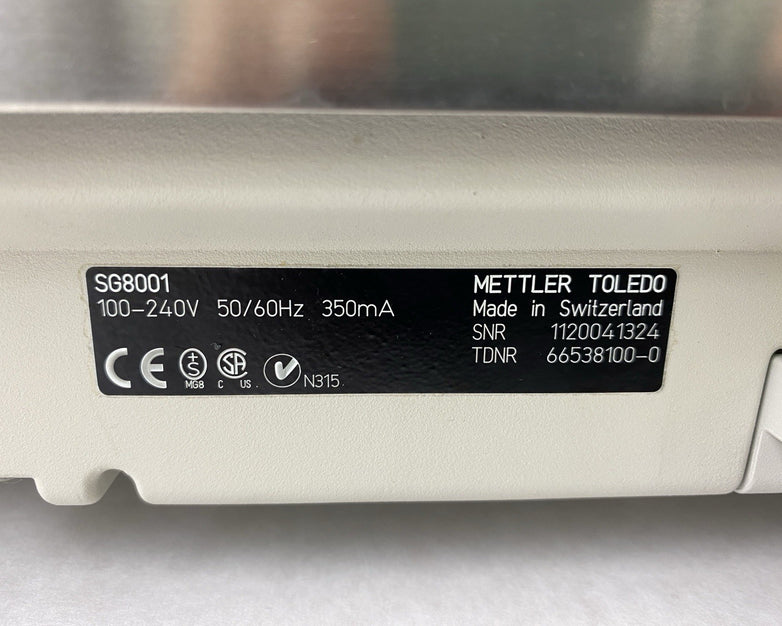 SG8001
100-240V 50/60Hz 350mA
METTLER TOLEDO
Made in Switzerland
SNR 1120041324
TDNR 66538100-0
CE
+S
MG8
SA
C US
N315